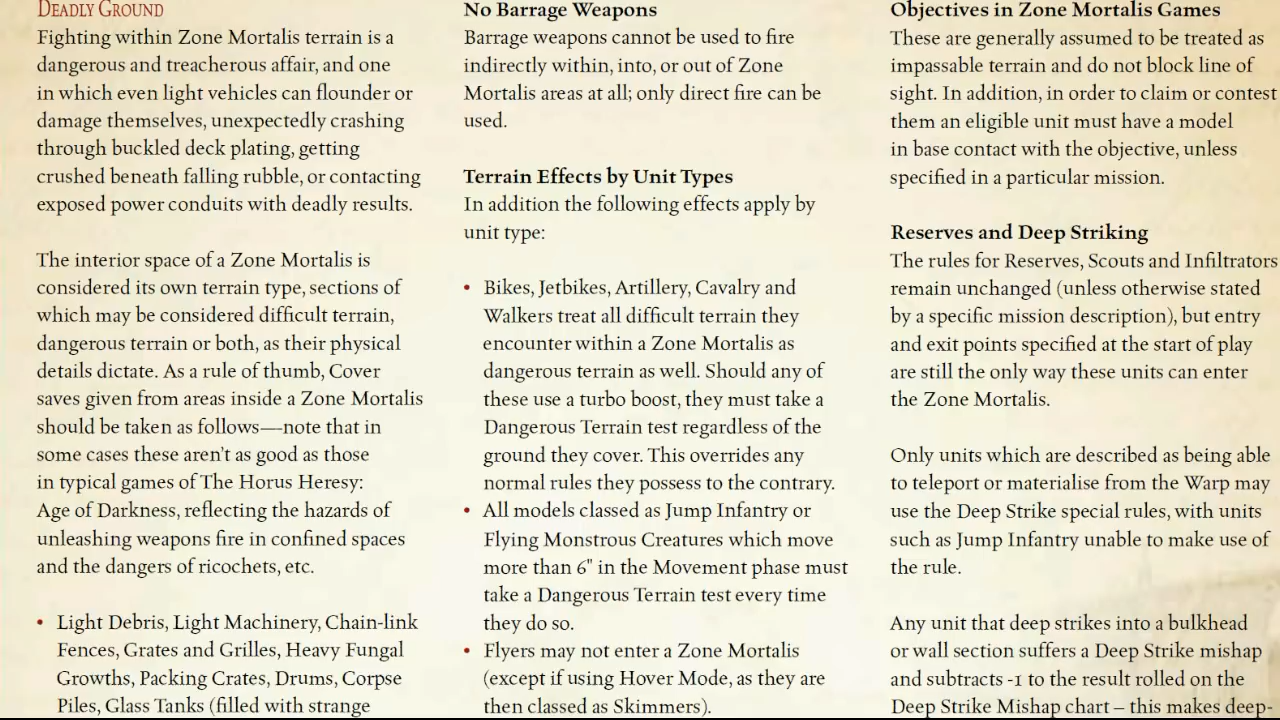 DEADLY GROUND
Fighting within Zone Mortalis terrain is a
dangerous and treacherous affair, and one
in which even light vehicles can flounder or
damage themselves, unexpectedly crashing
through buckled deck plating, getting
crushed beneath falling rubble, or contacting
exposed power conduits with deadly results.
The interior space of a Zone Mortalis is
considered its own terrain type, sections of
which may be considered difficult terrain,
dangerous terrain or both, as their physical
details dictate. As a rule of thumb, Cover
saves given from areas inside a Zone Mortalis
should be taken as follows—note that in
some cases these aren't as good as those
in typical games of The Horus Heresy:
Age of Darkness, reflecting the hazards of
unleashing weapons fire in confined spaces
and the dangers of ricochets, etc.
• Light Debris, Light Machinery, Chain-link
Fences, Grates and Grilles, Heavy Fungal
Growths, Packing Crates, Drums, Corpse
Piles, Glass Tanks (filled with strange
No Barrage Weapons
Barrage weapons cannot be used to fire
indirectly within, into, or out of Zone
Mortalis areas at all; only direct fire can be
used.
Terrain Effects by Unit Types
In addition the following effects apply by
unit type:
• Bikes, Jetbikes, Artillery, Cavalry and
Walkers treat all difficult terrain they
encounter within a Zone Mortalis as
dangerous terrain as well. Should any of
these use a turbo boost, they must take a
Dangerous Terrain test regardless of the
ground they cover. This overrides any
normal rules they possess to the contrary.
• All models classed as Jump Infantry or
Flying Monstrous Creatures which move
more than 6" in the Movement phase must
take a Dangerous Terrain test every time
they do so.
• Flyers may not enter a Zone Mortalis
(except if using Hover Mode, as they are
then classed as Skimmers).
Objectives in Zone Mortalis Games
These are generally assumed to be treated as
impassable terrain and do not block line of
sight. In addition, in order to claim or contest
them an eligible unit must have a model
in base contact with the objective, unless
specified in a particular mission.
Reserves and Deep Striking
The rules for Reserves, Scouts and Infiltrators
remain unchanged (unless otherwise stated
by a specific mission description), but entry
and exit points specified at the start of play
are still the only way these units can enter
the Zone Mortalis.
Only units which are described as being able
to teleport or materialise from the Warp may
use the Deep Strike special rules, with units
such as Jump Infantry unable to make use of
the rule.
Any unit that deep strikes into a bulkhead
or wall section suffers a Deep Strike mishap
and subtracts -1 to the result rolled on the
Deep Strike Mishap chart – this makes deep-